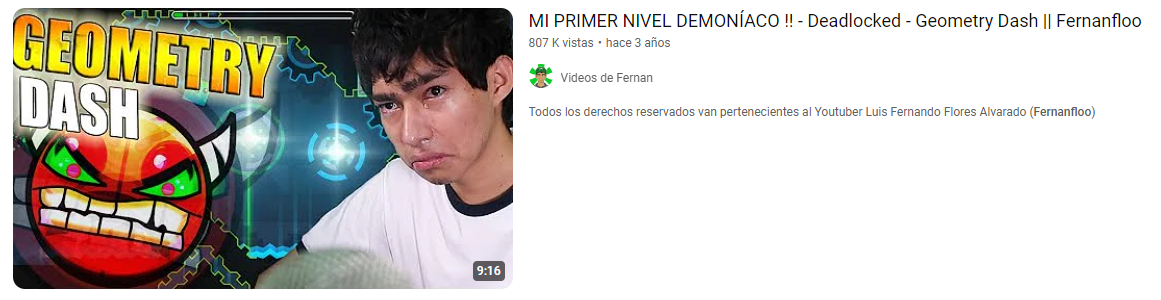 GEOMETRY
DASH
9:16
MI PRIMER NIVEL DEMONÍACO !! - Deadlocked - Geometry Dash || Fernanfloo
807 K vistas • hace 3 años
Videos de Fernan
Todos los derechos reservados van pertenecientes al Youtuber Luis Fernando Flores Alvarado (Fernanfloo)